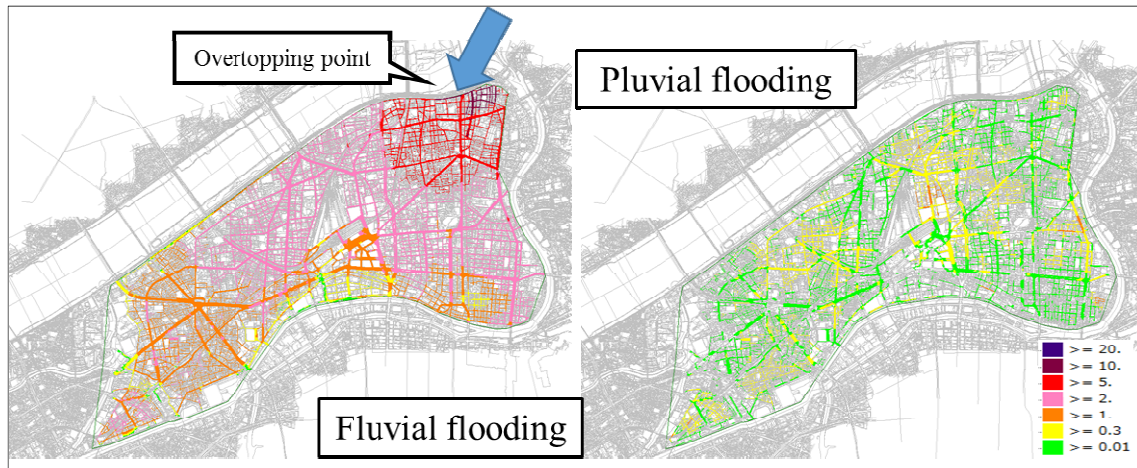 Overtopping point
Pluvial flooding
Fluvial flooding
>= 20.
>= 10.
>= 5.
>= 2.
>= 1.
>= 0.3
>= 0.01